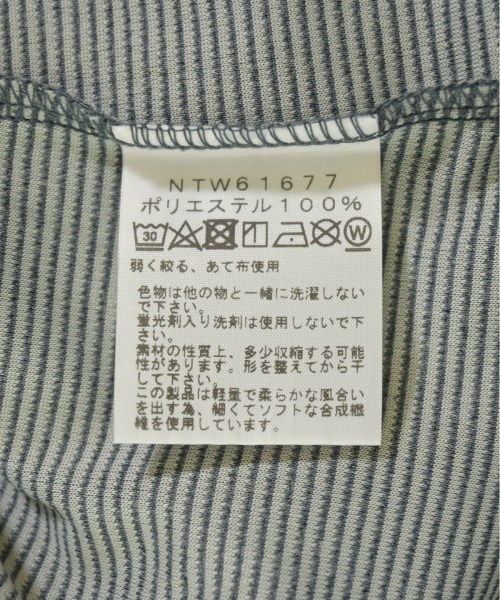 NTW61677
ポリエステル100%
30 W
弱く絞る、あて布使用
色物は他の物と一緒に洗濯しない
で下さい。
蛍光剤入り洗剤は使用しないで下
さい。
素材の性質上、多少収縮する可能
性があります。形を整えてから干
して下さい。
この製品は軽量で柔らかな風合い
を出す為、細くてソフトな合成繊
維を使用しています。